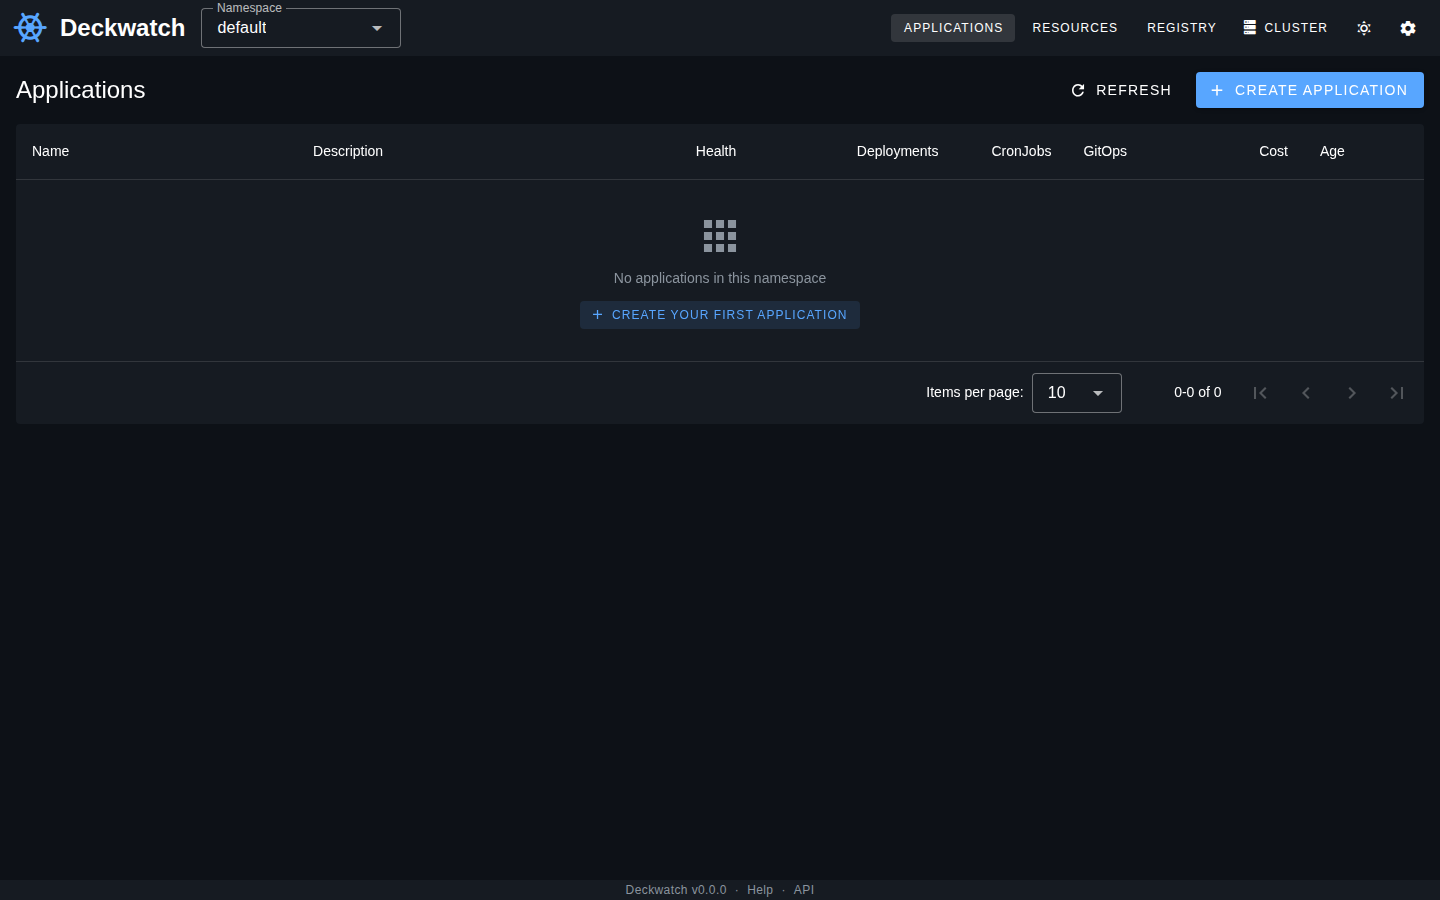 Deckwatch
Namespace
default
APPLICATIONS RESOURCES REGISTRY CLUSTER
Applications
REFRESH
CREATE APPLICATION
Name Description Health Deployments CronJobs GitOps Cost Age
No applications in this namespace
CREATE YOUR FIRST APPLICATION
Items per page: 10 0-0 of 0
Deckwatch v0.0.0 · Help · API